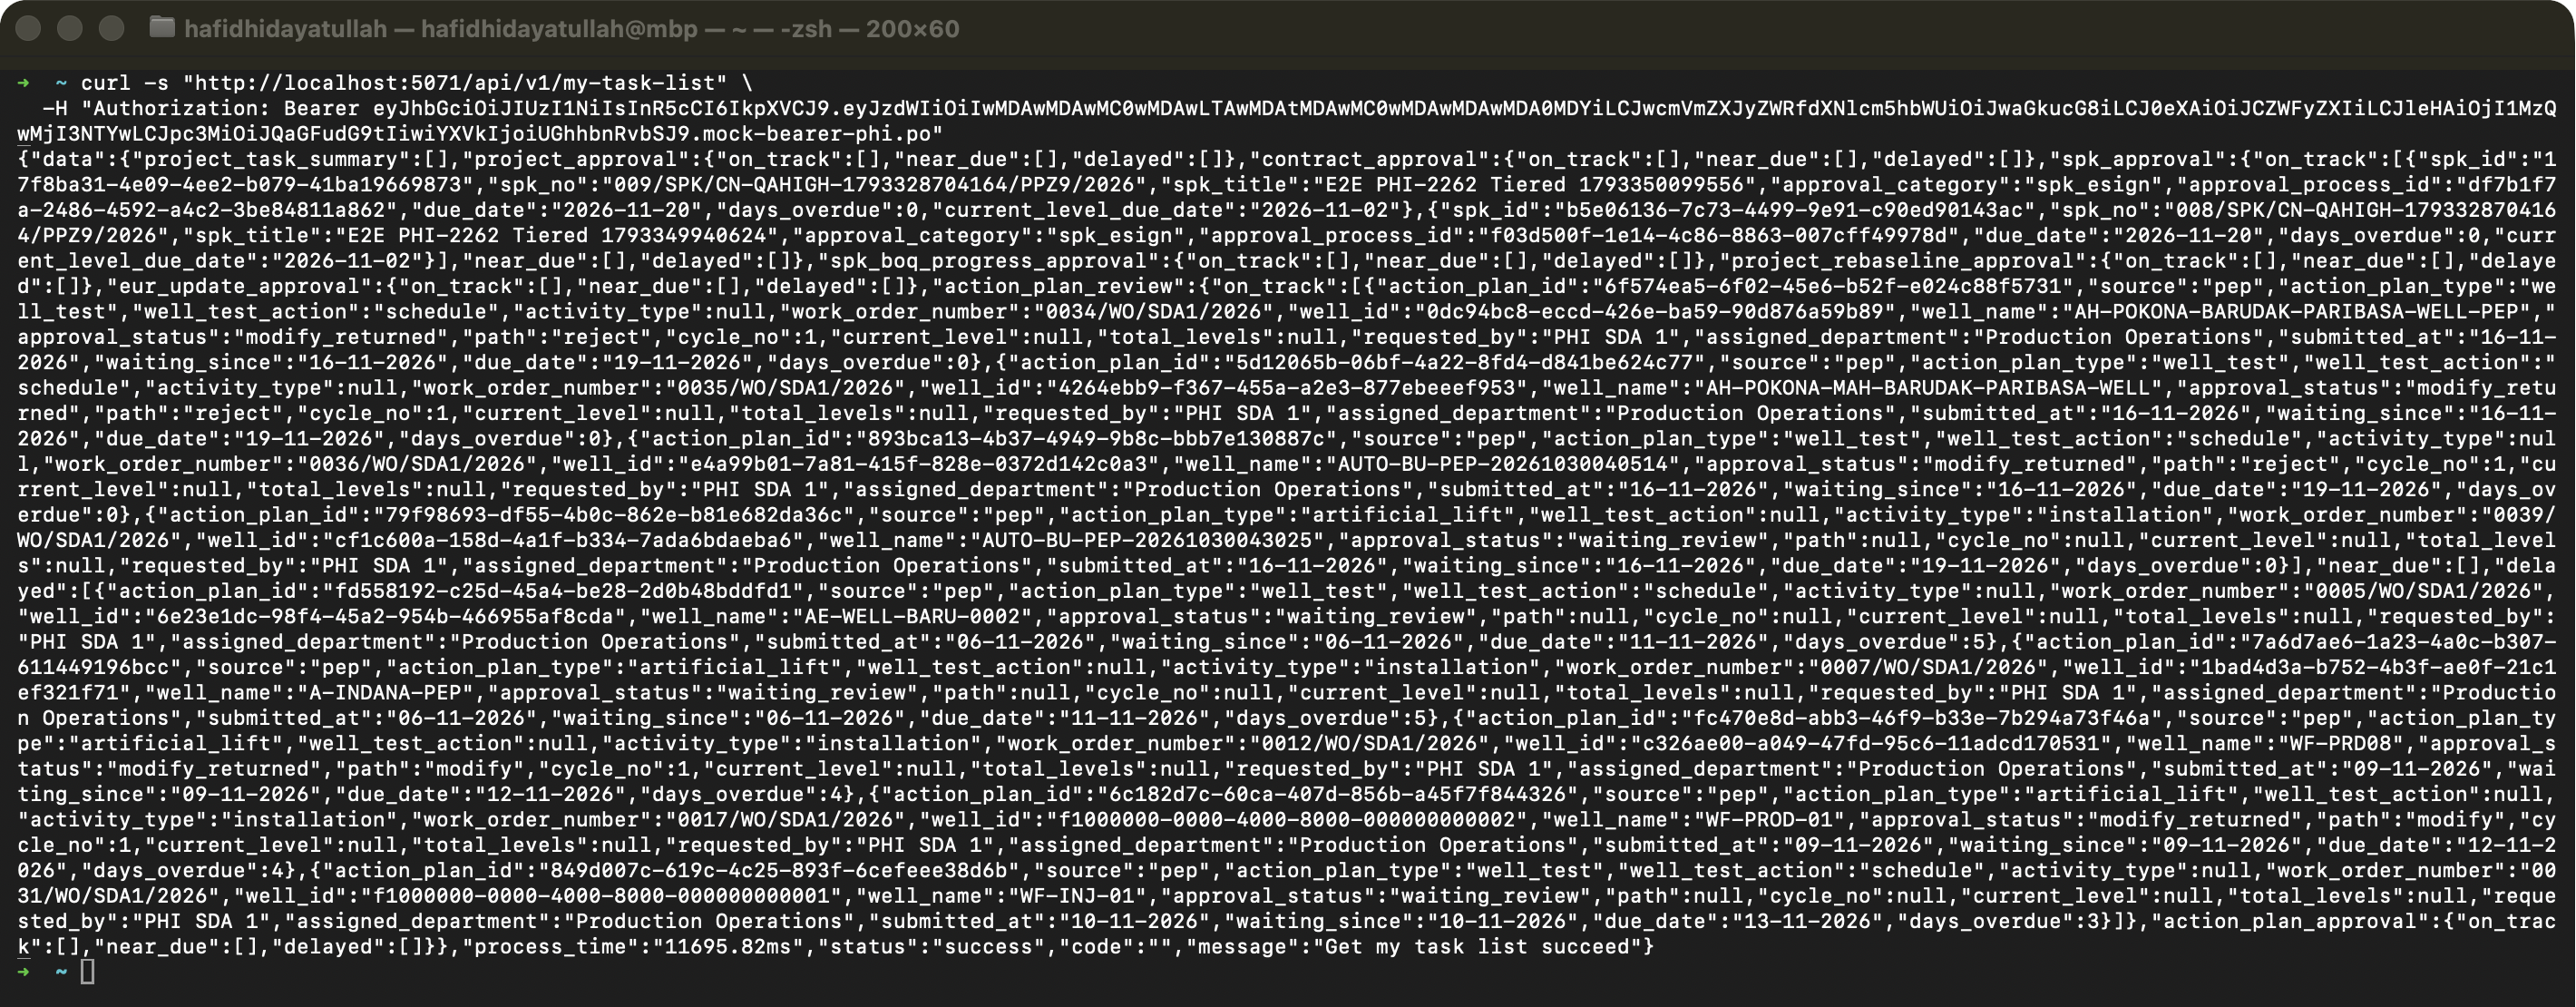 hafidhidayatullah — hafidhidayatullah@mbp — ~ — -zsh — 200×60
➜  ~ curl -s "http://localhost:5071/api/v1/my-task-list" \
  -H "Authorization: Bearer eyJhbGciOiJIUzI1NiIsInR5cCI6IkpXVCJ9.eyJzdWIiOiIwMDAwMDAwMC0wMDAwLTAwMDAtMDAwMC0wMDAwMDAwMDA0MDYiLCJwcmVmZXJyZWRfdXNlcm5hbWUiOiJwaGkucG8iLCJ0eXAiOiJCZWFyZXIiLCJleHAiOjI1MzQ
wMjI3NTYwLCJpc3MiOiJQaGFudG9tIiwiYXVkIjoiUGhhbnRvbSJ9.mock-bearer-phi.po"
{"data":{"project_task_summary":[],"project_approval":{"on_track":[],"near_due":[],"delayed":[]},"contract_approval":{"on_track":[],"near_due":[],"delayed":[]},"spk_approval":{"on_track":[{"spk_id":"1
7f8ba31-4e09-4ee2-b079-41ba19669873","spk_no":"009/SPK/CN-QAHIGH-1793328704164/PPZ9/2026","spk_title":"E2E PHI-2262 Tiered 1793350099556","approval_category":"spk_esign","approval_process_id":"df7b1f7
a-2486-4592-a4c2-3be84811a862","due_date":"2026-11-20","days_overdue":0,"current_level_due_date":"2026-11-02"},{"spk_id":"b5e06136-7c73-4499-9e91-c90ed90143ac","spk_no":"008/SPK/CN-QAHIGH-179332870416
4/PPZ9/2026","spk_title":"E2E PHI-2262 Tiered 1793349940624","approval_category":"spk_esign","approval_process_id":"f03d500f-1e14-4c86-8863-007cff49978d","due_date":"2026-11-20","days_overdue":0,"curr
ent_level_due_date":"2026-11-02"}],"near_due":[],"delayed":[]},"spk_boq_progress_approval":{"on_track":[],"near_due":[],"delayed":[]},"project_rebaseline_approval":{"on_track":[],"near_due":[],"delaye
d":[]},"eur_update_approval":{"on_track":[],"near_due":[],"delayed":[]},"action_plan_review":{"on_track":[{"action_plan_id":"6f574ea5-6f02-45e6-b52f-e024c88f5731","source":"pep","action_plan_type":"we
ll_test","well_test_action":"schedule","activity_type":null,"work_order_number":"0034/WO/SDA1/2026","well_id":"0dc94bc8-eccd-426e-ba59-90d876a59b89","well_name":"AH-POKONA-BARUDAK-PARIBASA-WELL-PEP","
approval_status":"modify_returned","path":"reject","cycle_no":1,"current_level":null,"total_levels":null,"requested_by":"PHI SDA 1","assigned_department":"Production Operations","submitted_at":"16-11-
2026","waiting_since":"16-11-2026","due_date":"19-11-2026","days_overdue":0},{"action_plan_id":"5d12065b-06bf-4a22-8fd4-d841be624c77","source":"pep","action_plan_type":"well_test","well_test_action":"
schedule","activity_type":null,"work_order_number":"0035/WO/SDA1/2026","well_id":"4264ebb9-f367-455a-a2e3-877ebeeef953","well_name":"AH-POKONA-MAH-BARUDAK-PARIBASA-WELL","approval_status":"modify_retu
rned","path":"reject","cycle_no":1,"current_level":null,"total_levels":null,"requested_by":"PHI SDA 1","assigned_department":"Production Operations","submitted_at":"16-11-2026","waiting_since":"16-11-
2026","due_date":"19-11-2026","days_overdue":0},{"action_plan_id":"893bca13-4b37-4949-9b8c-bbb7e130887c","source":"pep","action_plan_type":"well_test","well_test_action":"schedule","activity_type":nul
l,"work_order_number":"0036/WO/SDA1/2026","well_id":"e4a99b01-7a81-415f-828e-0372d142c0a3","well_name":"AUTO-BU-PEP-20261030040514","approval_status":"modify_returned","path":"reject","cycle_no":1,"cu
rrent_level":null,"total_levels":null,"requested_by":"PHI SDA 1","assigned_department":"Production Operations","submitted_at":"16-11-2026","waiting_since":"16-11-2026","due_date":"19-11-2026","days_ov
erdue":0},{"action_plan_id":"79f98693-df55-4b0c-862e-b81e682da36c","source":"pep","action_plan_type":"artificial_lift","well_test_action":null,"activity_type":"installation","work_order_number":"0039/
WO/SDA1/2026","well_id":"cf1c600a-158d-4a1f-b334-7ada6bdaeba6","well_name":"AUTO-BU-PEP-20261030043025","approval_status":"waiting_review","path":null,"cycle_no":null,"current_level":null,"total_level
s":null,"requested_by":"PHI SDA 1","assigned_department":"Production Operations","submitted_at":"16-11-2026","waiting_since":"16-11-2026","due_date":"19-11-2026","days_overdue":0}],"near_due":[],"dela
yed":[{"action_plan_id":"fd558192-c25d-45a4-be28-2d0b48bddfd1","source":"pep","action_plan_type":"well_test","well_test_action":"schedule","activity_type":null,"work_order_number":"0005/WO/SDA1/2026",
"well_id":"6e23e1dc-98f4-45a2-954b-466955af8cda","well_name":"AE-WELL-BARU-0002","approval_status":"waiting_review","path":null,"cycle_no":null,"current_level":null,"total_levels":null,"requested_by":
"PHI SDA 1","assigned_department":"Production Operations","submitted_at":"06-11-2026","waiting_since":"06-11-2026","due_date":"11-11-2026","days_overdue":5},{"action_plan_id":"7a6d7ae6-1a23-4a0c-b307-
611449196bcc","source":"pep","action_plan_type":"artificial_lift","well_test_action":null,"activity_type":"installation","work_order_number":"0007/WO/SDA1/2026","well_id":"1bad4d3a-b752-4b3f-ae0f-21c1
ef321f71","well_name":"A-INDANA-PEP","approval_status":"waiting_review","path":null,"cycle_no":null,"current_level":null,"total_levels":null,"requested_by":"PHI SDA 1","assigned_department":"Productio
n Operations","submitted_at":"06-11-2026","waiting_since":"06-11-2026","due_date":"11-11-2026","days_overdue":5},{"action_plan_id":"fc470e8d-abb3-46f9-b33e-7b294a73f46a","source":"pep","action_plan_ty
pe":"artificial_lift","well_test_action":null,"activity_type":"installation","work_order_number":"0012/WO/SDA1/2026","well_id":"c326ae00-a049-47fd-95c6-11adcd170531","well_name":"WF-PRD08","approval_s
tatus":"modify_returned","path":"modify","cycle_no":1,"current_level":null,"total_levels":null,"requested_by":"PHI SDA 1","assigned_department":"Production Operations","submitted_at":"09-11-2026","wai
ting_since":"09-11-2026","due_date":"12-11-2026","days_overdue":4},{"action_plan_id":"6c182d7c-60ca-407d-856b-a45f7f844326","source":"pep","action_plan_type":"artificial_lift","well_test_action":null,
"activity_type":"installation","work_order_number":"0017/WO/SDA1/2026","well_id":"f1000000-0000-4000-8000-000000000002","well_name":"WF-PROD-01","approval_status":"modify_returned","path":"modify","cy
cle_no":1,"current_level":null,"total_levels":null,"requested_by":"PHI SDA 1","assigned_department":"Production Operations","submitted_at":"09-11-2026","waiting_since":"09-11-2026","due_date":"12-11-2
026","days_overdue":4},{"action_plan_id":"849d007c-619c-4c25-893f-6cefeee38d6b","source":"pep","action_plan_type":"well_test","well_test_action":"schedule","activity_type":null,"work_order_number":"00
31/WO/SDA1/2026","well_id":"f1000000-0000-4000-8000-000000000001","well_name":"WF-INJ-01","approval_status":"waiting_review","path":null,"cycle_no":null,"current_level":null,"total_levels":null,"reque
sted_by":"PHI SDA 1","assigned_department":"Production Operations","submitted_at":"10-11-2026","waiting_since":"10-11-2026","due_date":"13-11-2026","days_overdue":3}]},"action_plan_approval":{"on_trac
k":[],"near_due":[],"delayed":[]}},"process_time":"11695.82ms","status":"success","code":"","message":"Get my task list succeed"}
➜  ~